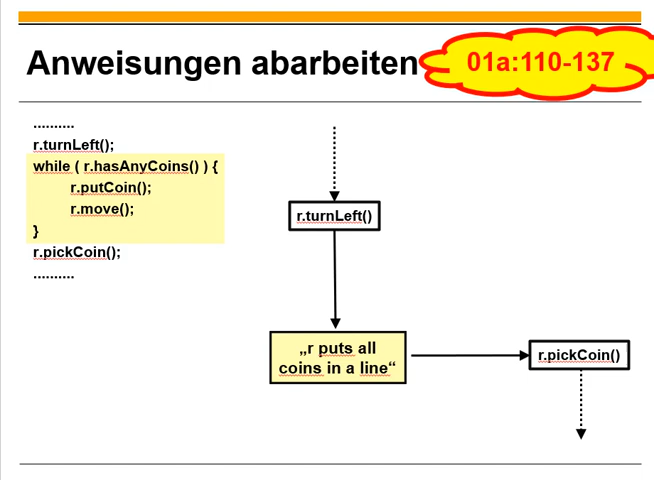 Anweisungen abarbeiten
01a:110-137
..........
r.turnLeft();
while ( r.hasAnyCoins() ) {
r.putCoin();
r.move();
}
r.pickCoin();
..........
r.turnLeft()
„r puts all
coins in a line“
r.pickCoin()